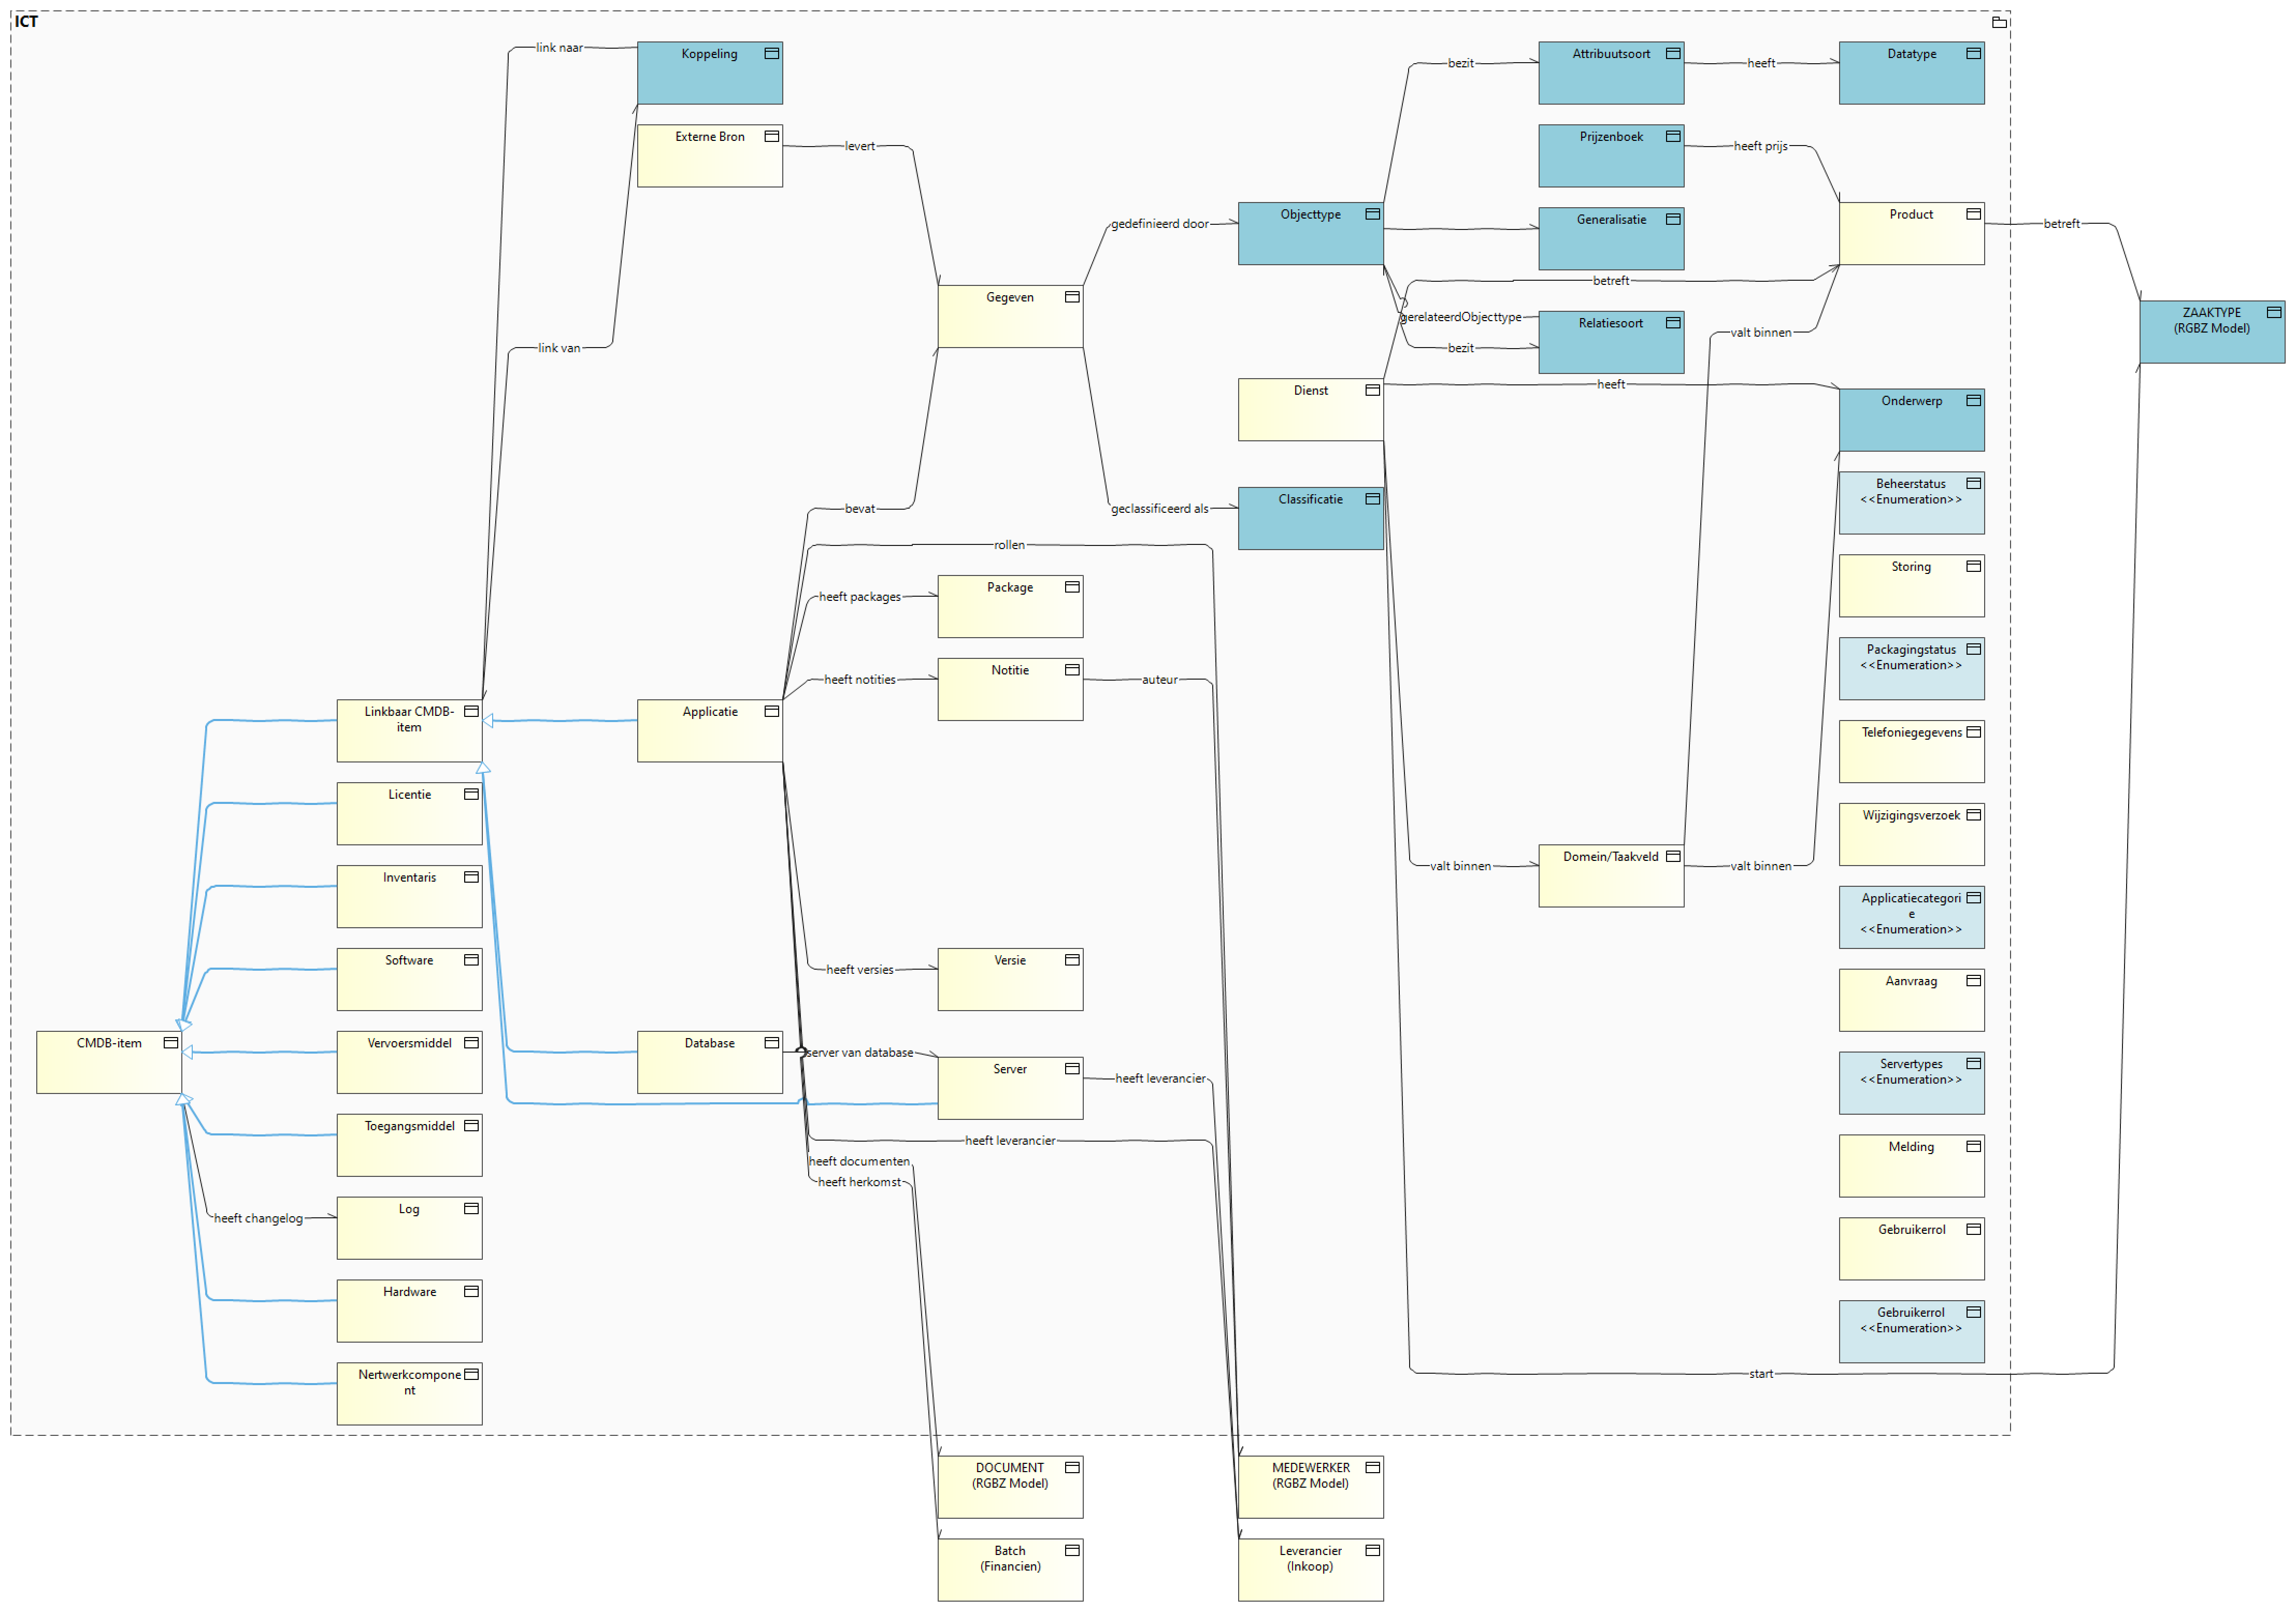 ICT
link naar
Koppeling
Externe Bron
levert
link van
bezit
Attribuutsoort
heeft
Datatype
Prijzenboek
heeft prijs
gedefinieerd door
Objecttype
Generalisatie
Product
betreft
betreft
Gegeven
gerelateerdObjecttype
Relatiesoort
valt binnen
bezit
ZAAKTYPE
(RGBZ Model)
Dienst
heeft
Onderwerp
bevat
geclassificeerd als
Classificatie
Beheerstatus
<<Enumeration>>
rollen
Storing
heeft packages
Package
heeft notities
Notitie
auteur
Packagingstatus
<<Enumeration>>
Linkbaar CMDB-
item
Applicatie
Telefoniegegevens
Licentie
Wijzigingsverzoek
valt binnen
Domein/Taakveld
valt binnen
Inventaris
Applicatiecategori
e
<<Enumeration>>
Software
heeft versies
Versie
Aanvraag
CMDB-item
Vervoersmiddel
Database
server van database
Server
heeft leverancier
Servertypes
<<Enumeration>>
Toegangsmiddel
heeft leverancier
Melding
heeft documenten
heeft herkomst
heeft changelog
Log
Gebruikerrol
Hardware
Gebruikerrol
<<Enumeration>>
Nertwerkcompone
nt
start
DOCUMENT
(RGBZ Model)
MEDEWERKER
(RGBZ Model)
Batch
(Financien)
Leverancier
(Inkoop)